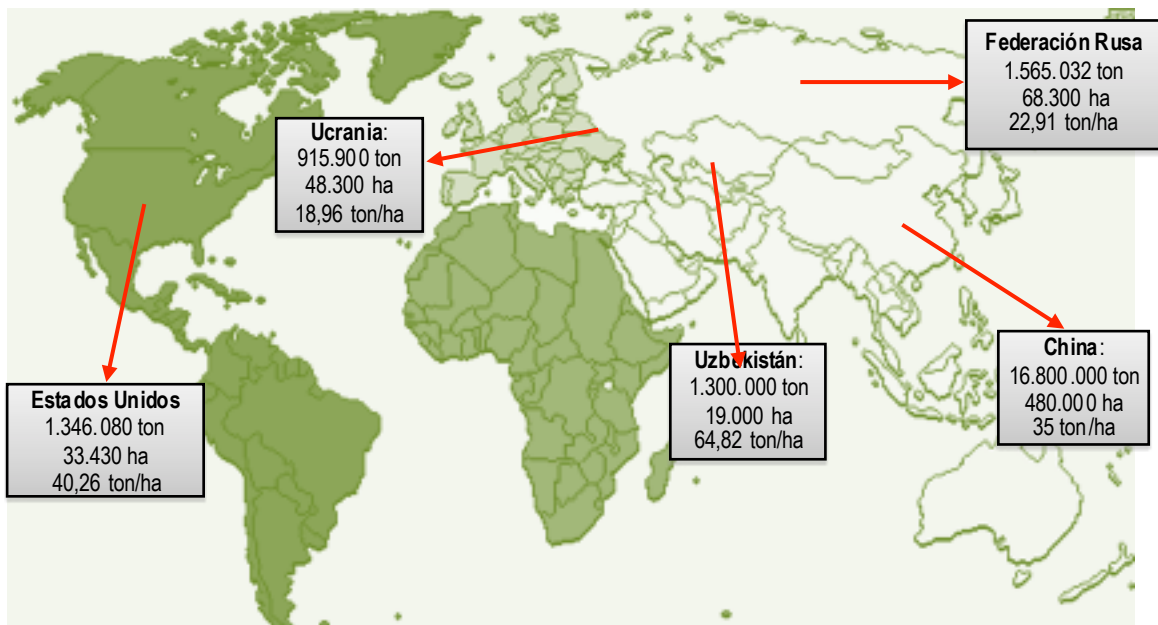 Federación Rusa
1.565.032 ton
68.300 ha
22,91 ton/ha
Ucrania:
915.900 ton
48.300 ha
18,96 ton/ha
Estados Unidos
1.346.080 ton
33.430 ha
40,26 ton/ha
Uzbekistán:
1.300.000 ton
19.000 ha
64,82 ton/ha
China:
16.800.000 ton
480.000 ha
35 ton/ha